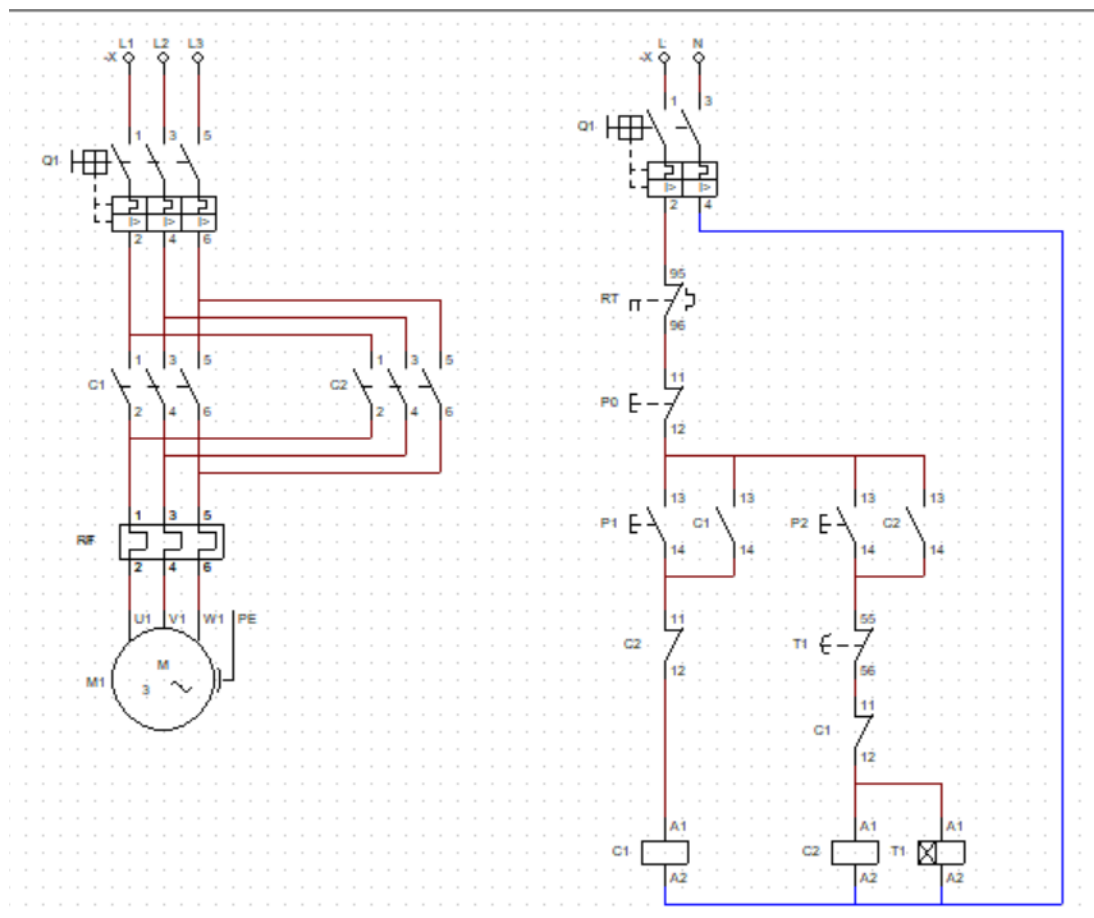 L1 L2 L3
-X
1 3 5
Q1
I> I> I>
2 4 6
1 3 5
C1
2 4 6
1 3 5
C2
2 4 6
1 3 5
2 4 6
U1 V1 W1 PE
M
3
M1
L N
-X
1 3
Q1
I> I>
2 4
95
RT
96
11
P0
12
13 13 13 13
P1 C1 P2 C2
14 14 14 14
11 55
C2 T1
12 56
11
C1
12
A1 A1 A1
C1 C2 T1
A2 A2 A2